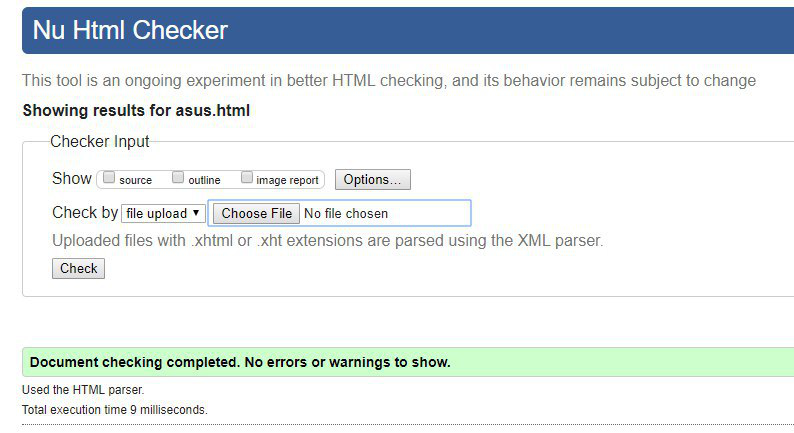 Nu Html Checker
This tool is an ongoing experiment in better HTML checking, and its behavior remains subject to change
Showing results for asus.html
Checker Input
Show source outline image report Options...
Check by file upload Choose File No file chosen
Uploaded files with .xhtml or .xht extensions are parsed using the XML parser.
Check
Document checking completed. No errors or warnings to show.
Used the HTML parser.
Total execution time 9 milliseconds.